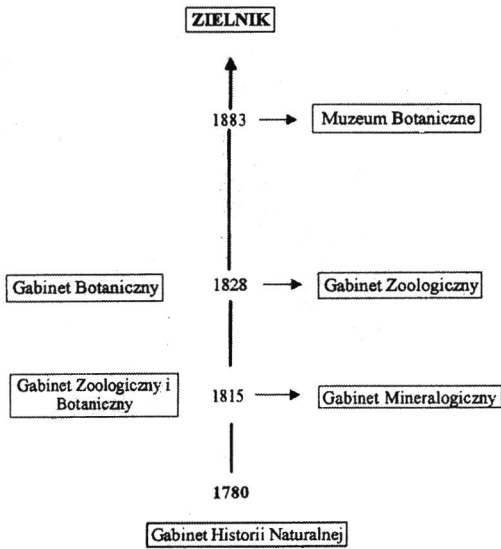 ZIELNIK
1883
Muzeum Botaniczne
Gabinet Botaniczny
1828
Gabinet Zoologiczny
Gabinet Zoologiczny i
Botaniczny
1815
Gabinet Mineralogiczny
1780
Gabinet Historii Naturalnej